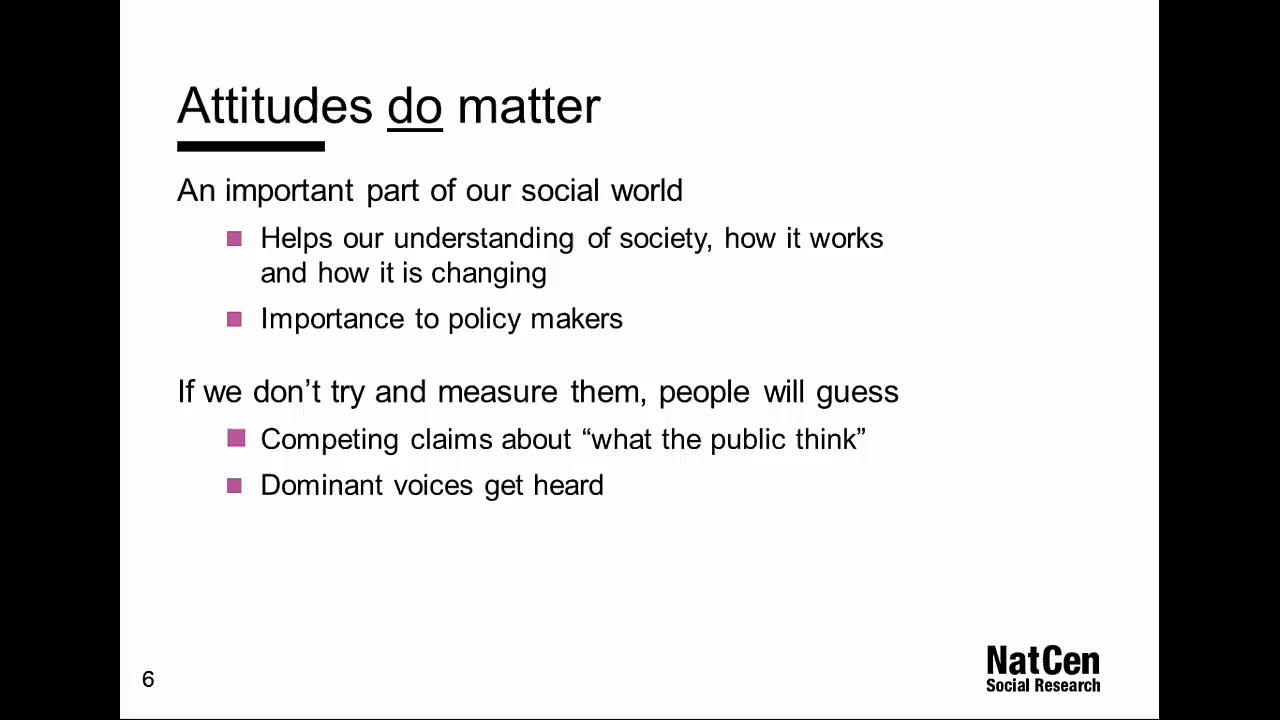 Attitudes do matter
An important part of our social world
Helps our understanding of society, how it works
and how it is changing
Importance to policy makers
If we don’t try and measure them, people will guess
Competing claims about “what the public think”
Dominant voices get heard
6
NatCen
Social Research